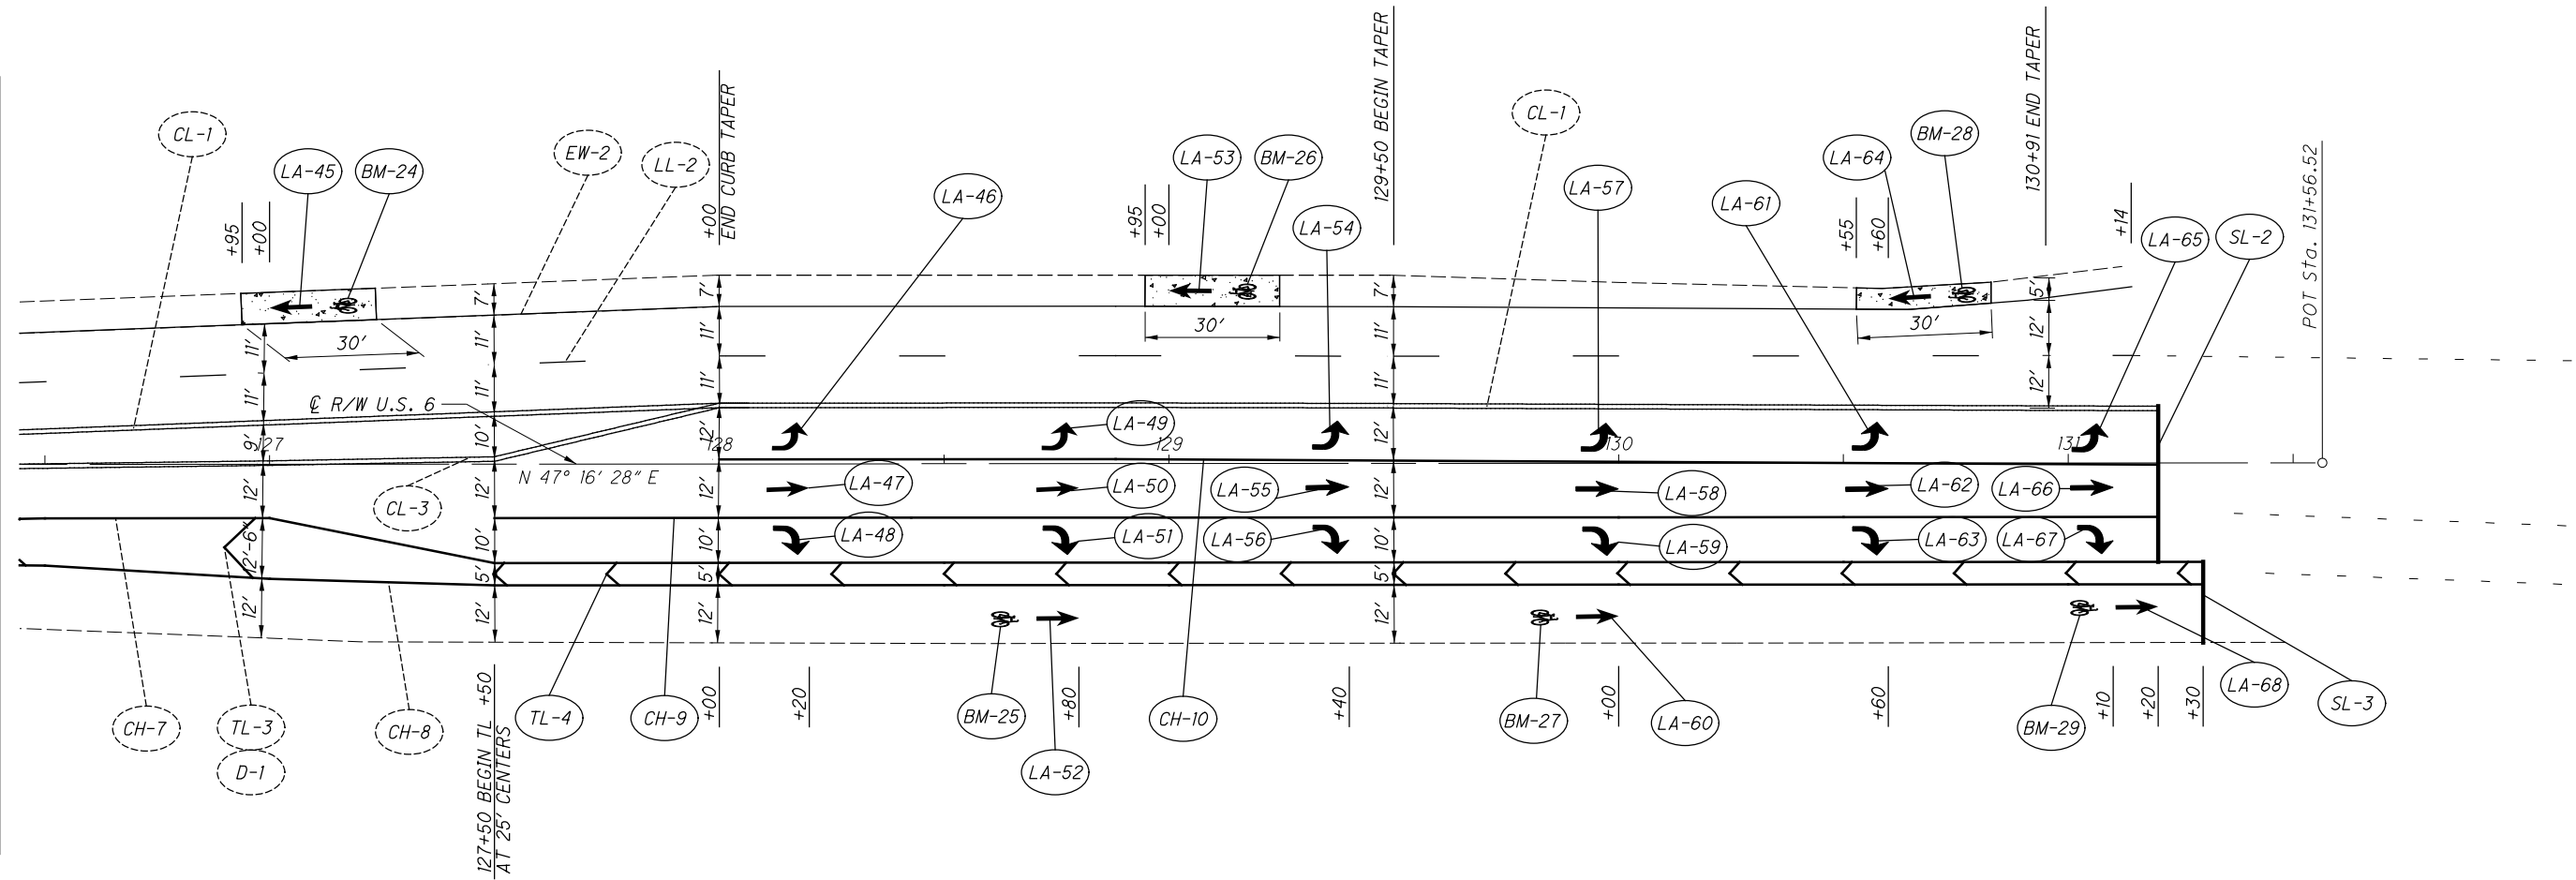 CL-1
LA-45
BM-24
EW-2
LL-2
+00
END CURB TAPER
LA-46
LA-53
BM-26
LA-54
129+50 BEGIN TAPER
CL-1
LA-57
LA-61
LA-64
BM-28
130+91 END TAPER
+14
LA-65
SL-2
POT Sta. 131+56.52
+95
+00
+95
+00
+55
+60
30'
30'
30'
7'
7'
7'
5'
11'
11'
11'
11'
12'
11'
11'
11'
11'
12'
℄ R/W U.S. 6
9'
10'
12'
12'
127
128
129
130
131
N 47° 16' 28" E
LA-49
12'
12'
12'
12'
LA-47
LA-50
LA-55
LA-58
LA-62
LA-66
CL-3
12'-6"
10'
10'
10'
LA-48
LA-51
LA-56
LA-59
LA-63
LA-67
5'
5'
5'
12'
12'
12'
12'
CH-7
TL-3
D-1
CH-8
127+50 BEGIN TL +50
AT 25' CENTERS
TL-4
CH-9
+00
+20
BM-25
LA-52
+80
CH-10
+40
BM-27
+00
LA-60
+60
BM-29
+10
+20
+30
LA-68
SL-3